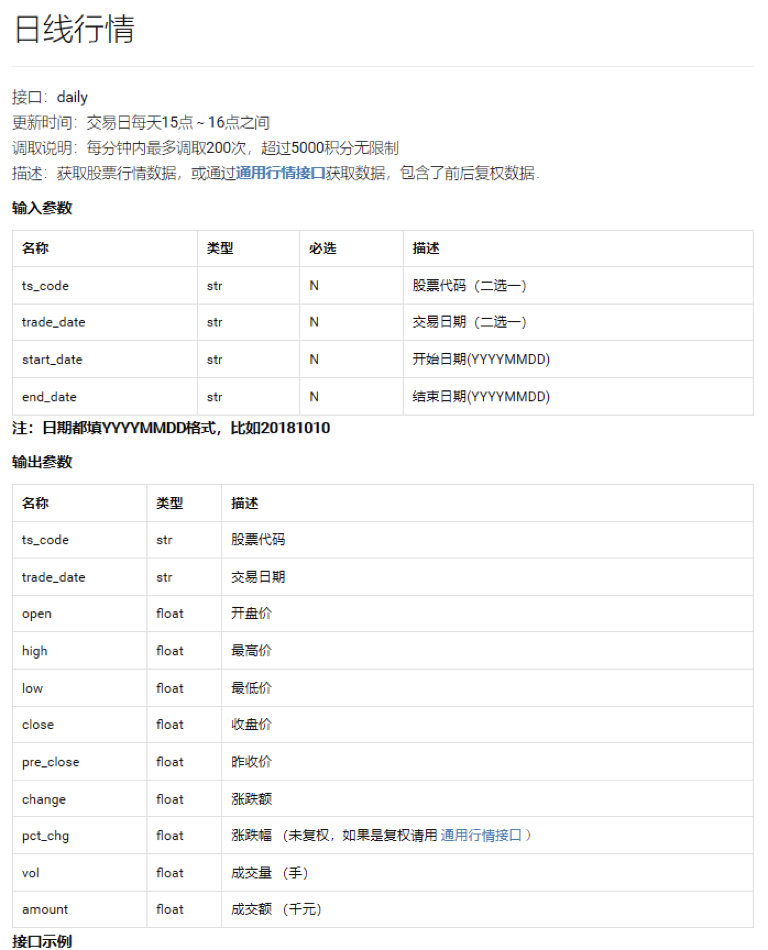 日线行情
接口：daily
更新时间：交易日每天15点～16点之间
调取说明：每分钟内最多调取200次，超过5000积分无限制
描述：获取股票行情数据，或通过通用行情接口获取数据，包含了前后复权数据．
输入参数
名称 类型 必选 描述
ts_code str N 股票代码（二选一）
trade_date str N 交易日期（二选一）
start_date str N 开始日期(YYYYMMDD)
end_date str N 结束日期(YYYYMMDD)
注：日期都填YYYYMMDD格式，比如20181010
输出参数
名称 类型 描述
ts_code str 股票代码
trade_date str 交易日期
open float 开盘价
high float 最高价
low float 最低价
close float 收盘价
pre_close float 昨收价
change float 涨跌额
pct_chg float 涨跌幅 （未复权，如果是复权请用 通用行情接口 ）
vol float 成交量 （手）
amount float 成交额 （千元）
接口示例